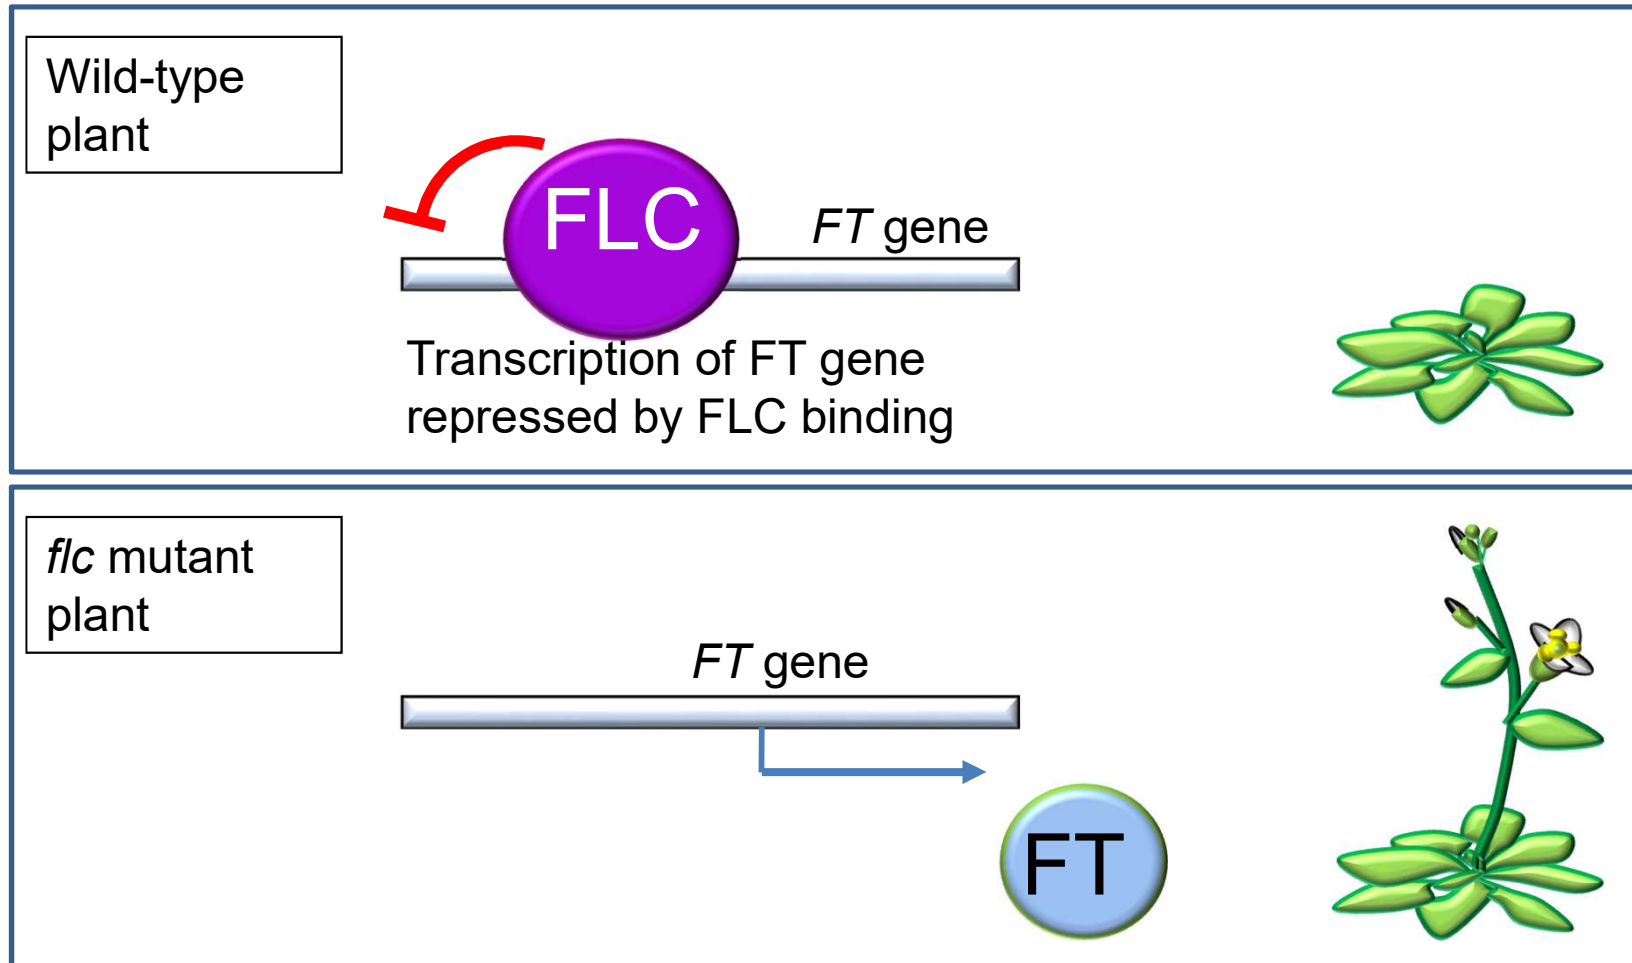 Wild-type
plant
FLC
FT gene
Transcription of FT gene
repressed by FLC binding
flc mutant
plant
FT gene
FT